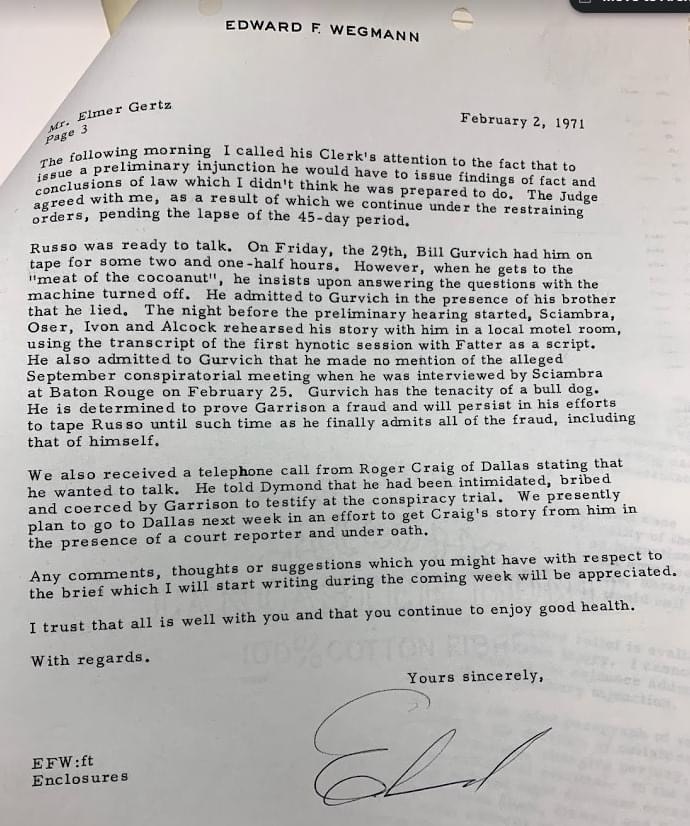 EDWARD F. WEGMANN
Mr. Elmer Gertz
Page 3
February 2, 1971
The following morning I called his Clerk's attention to the fact that to
issue a preliminary injunction he would have to issue findings of fact and
conclusions of law which I didn't think he was prepared to do. The Judge
agreed with me, as a result of which we continue under the restraining
orders, pending the lapse of the 45-day period.
Russo was ready to talk. On Friday, the 29th, Bill Gurvich had him on
tape for some two and one-half hours. However, when he gets to the
"meat of the cocoanut", he insists upon answering the questions with the
machine turned off. He admitted to Gurvich in the presence of his brother
that he lied. The night before the preliminary hearing started, Sciambra,
Oser, Ivon and Alcock rehearsed his story with him in a local motel room,
using the transcript of the first hynotic session with Fatter as a script.
He also admitted to Gurvich that he made no mention of the alleged
September conspiratorial meeting when he was interviewed by Sciambra
at Baton Rouge on February 25. Gurvich has the tenacity of a bull dog.
He is determined to prove Garrison a fraud and will persist in his efforts
to tape Russo until such time as he finally admits all of the fraud, including
that of himself.
We also received a telephone call from Roger Craig of Dallas stating that
he wanted to talk. He told Dymond that he had been intimidated, bribed
and coerced by Garrison to testify at the conspiracy trial. We presently
plan to go to Dallas next week in an effort to get Craig's story from him in
the presence of a court reporter and under oath.
Any comments, thoughts or suggestions which you might have with respect to
the brief which I will start writing during the coming week will be appreciated.
I trust that all is well with you and that you continue to enjoy good health.
With regards.
100% COTTON FIBER
Yours sincerely,
EFW:ft
Enclosures